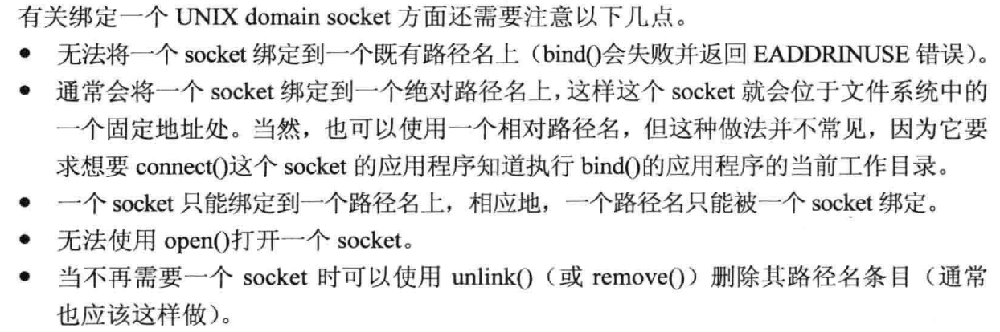 有关绑定一个 UNIX domain socket 方面还需要注意以下几点。
● 无法将一个 socket 绑定到一个既有路径名上（bind()会失败并返回 EADDRINUSE 错误）。
● 通常会将一个 socket 绑定到一个绝对路径名上，这样这个 socket 就会位于文件系统中的
一个固定地址处。当然，也可以使用一个相对路径名，但这种做法并不常见，因为它要
求想要 connect()这个 socket 的应用程序知道执行 bind()的应用程序的当前工作目录。
● 一个 socket 只能绑定到一个路径名上，相应地，一个路径名只能被一个 socket 绑定。
● 无法使用 open()打开一个 socket。
● 当不再需要一个 socket 时可以使用 unlink()（或 remove()）删除其路径名条目（通常
也应该这样做）。